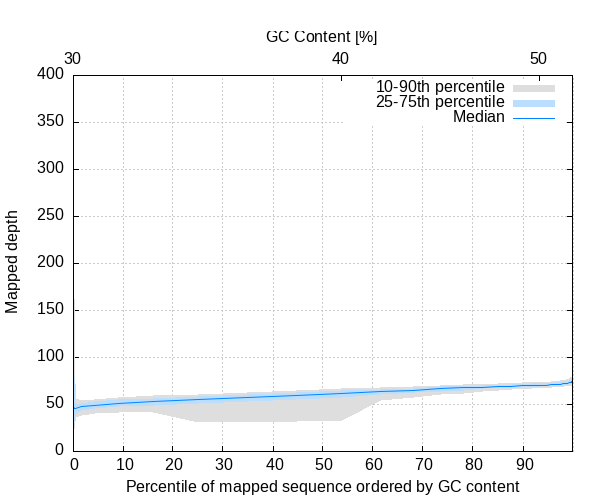 GC Content [%]
30 40 50
400
350
300
250
200
150
100
50
0
Mapped depth
10-90th percentile
25-75th percentile
Median
0 10 20 30 40 50 60 70 80 90
Percentile of mapped sequence ordered by GC content